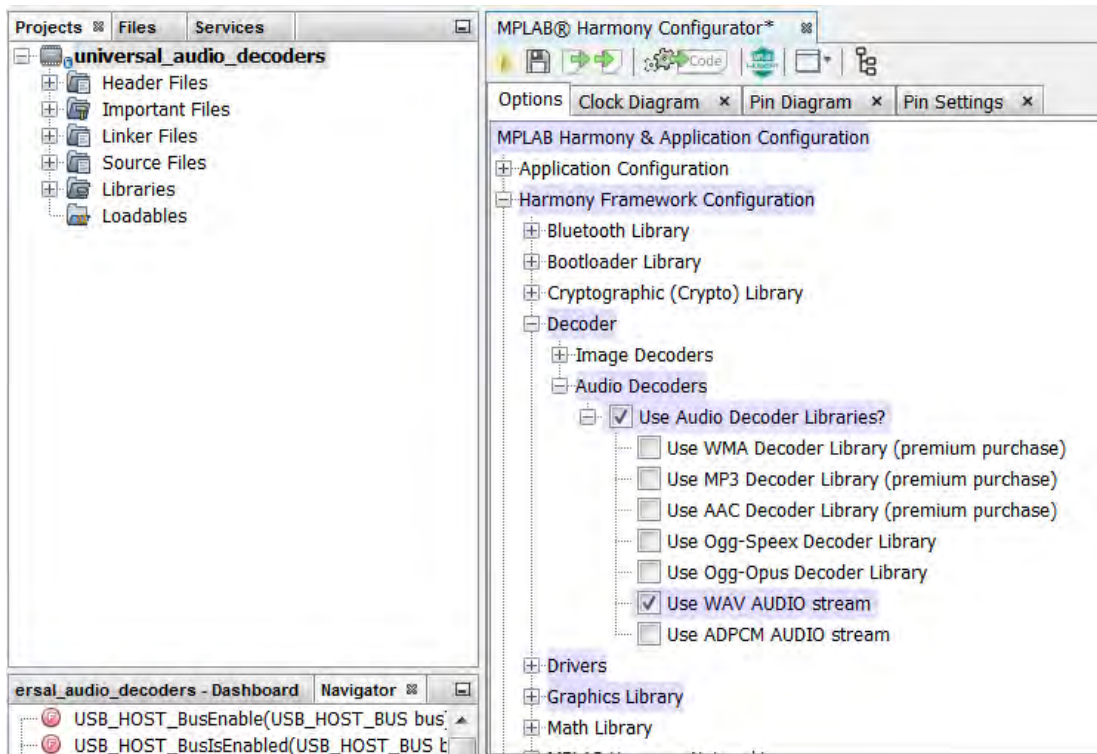 Projects Files Services
universal_audio_decoders
Header Files
Important Files
Linker Files
Source Files
Libraries
Loadables
ersal_audio_decoders - Dashboard Navigator
USB_HOST_BusEnable(USB_HOST_BUS bus
USB_HOST_BusIsEnabled(USB_HOST_BUS
MPLAB® Harmony Configurator*
Code
Options Clock Diagram × Pin Diagram × Pin Settings ×
MPLAB Harmony & Application Configuration
Application Configuration
Harmony Framework Configuration
Bluetooth Library
Bootloader Library
Cryptographic (Crypto) Library
Decoder
Image Decoders
Audio Decoders
Use Audio Decoder Libraries?
Use WMA Decoder Library (premium purchase)
Use MP3 Decoder Library (premium purchase)
Use AAC Decoder Library (premium purchase)
Use Ogg-Speex Decoder Library
Use Ogg-Opus Decoder Library
Use WAV AUDIO stream
Use ADPCM AUDIO stream
Drivers
Graphics Library
Math Library